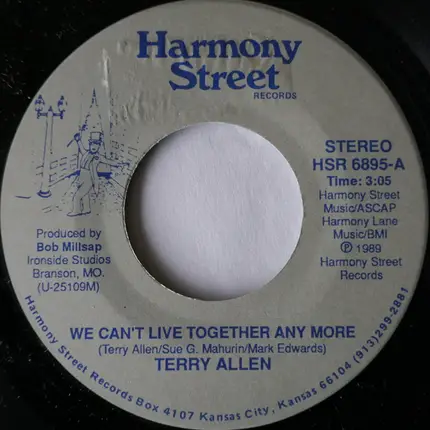 Harmony
Street
RECORDS
STEREO
HSR 6895-A
Time: 3:05
Harmony Street
Music/ASCAP
Harmony Lane
Music/BMI
Ⓟ 1989
Harmony Street
Records
Produced by
Bob Millsap
Ironside Studios
Branson, MO.
(U-25109M)
WE CAN'T LIVE TOGETHER ANY MORE
(Terry Allen/Sue G. Mahurin/Mark Edwards)
TERRY ALLEN
Harmony Street Records Box 4107 Kansas City, Kansas 66104 (913)299-2881